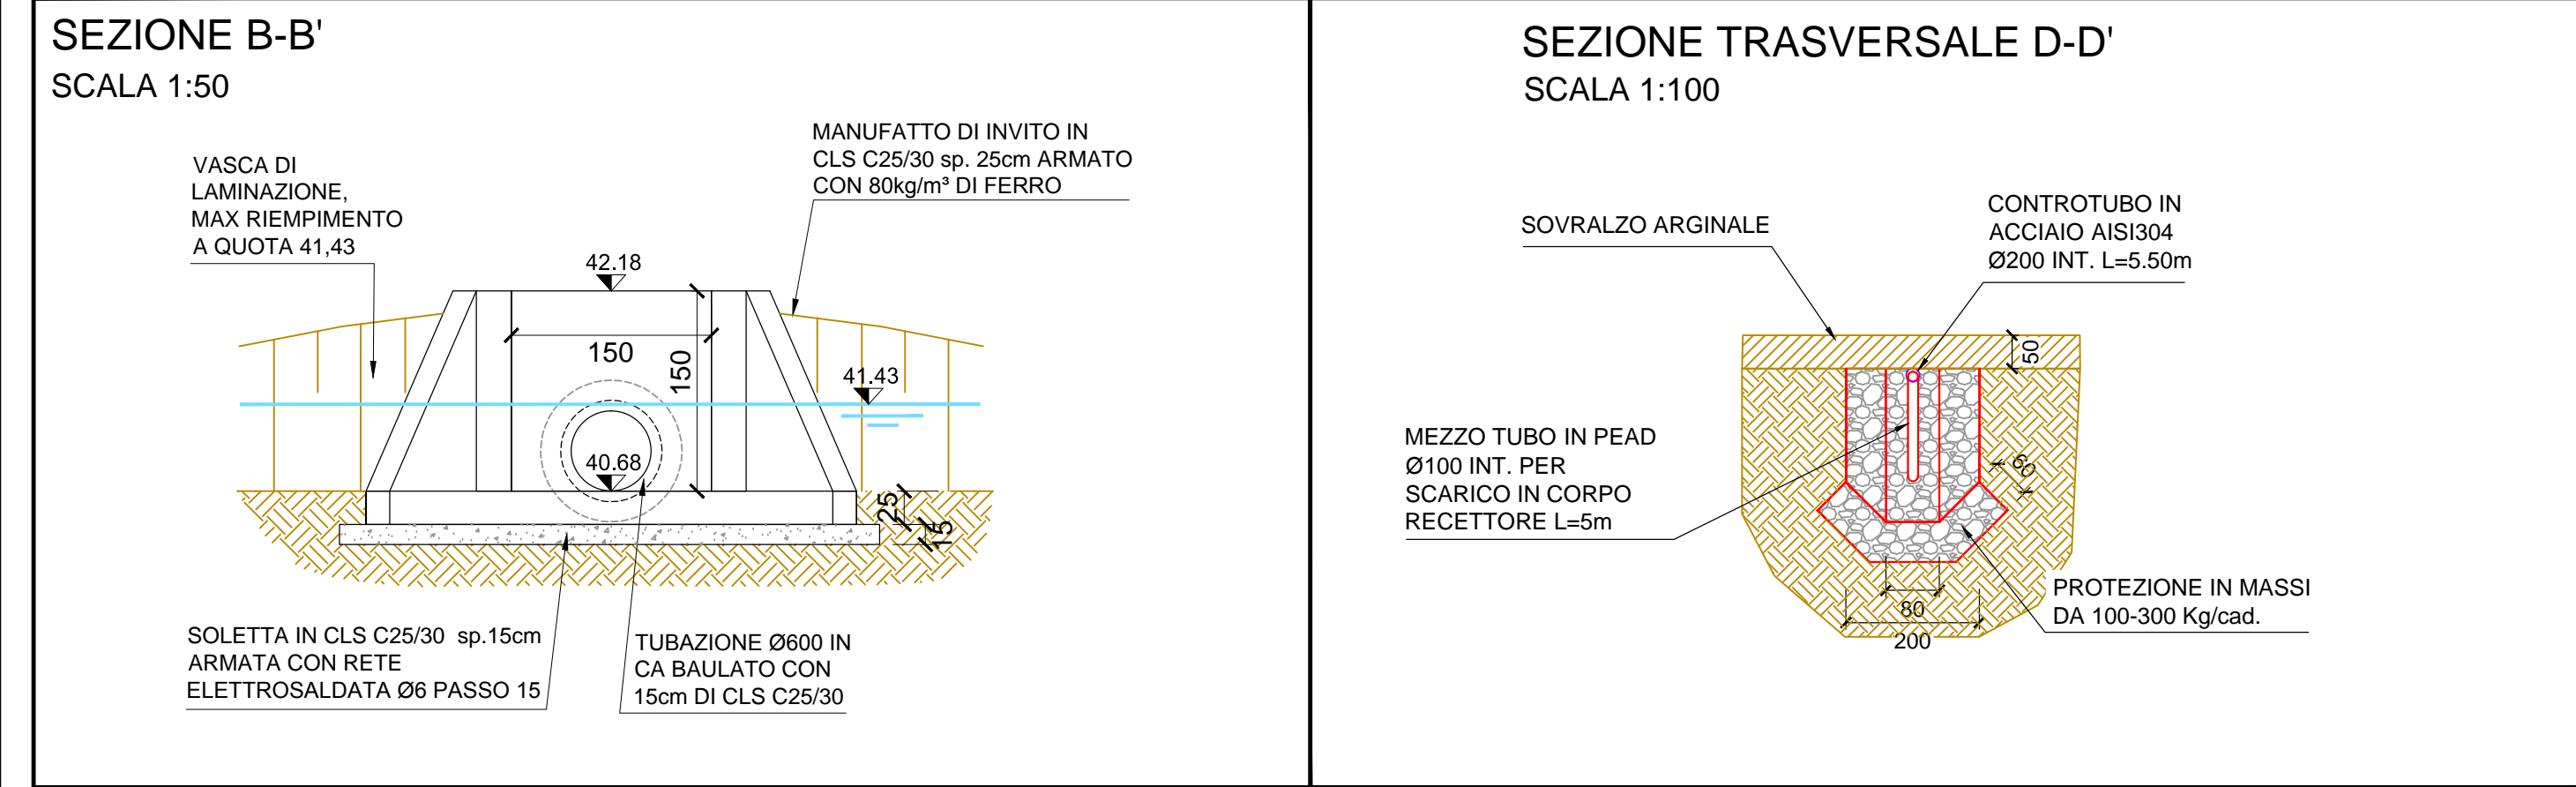 SEZIONE B-B'
SCALA 1:50
VASCA DI
LAMINAZIONE,
MAX RIEMPIMENTO
A QUOTA 41,43
MANUFATTO DI INVITO IN
CLS C25/30 sp. 25cm ARMATO
CON 80kg/m³ DI FERRO
42.18
150
150
41.43
40.68
25
15
SOLETTA IN CLS C25/30 sp.15cm
ARMATA CON RETE
ELETTROSALDATA Ø6 PASSO 15
TUBAZIONE Ø600 IN
CA BAULATO CON
15cm DI CLS C25/30
SEZIONE TRASVERSALE D-D'
SCALA 1:100
SOVRALZO ARGINALE
CONTROTUBO IN
ACCIAIO AISI304
Ø200 INT. L=5.50m
50
MEZZO TUBO IN PEAD
Ø100 INT. PER
SCARICO IN CORPO
RECETTORE L=5m
60
80
200
PROTEZIONE IN MASSI
DA 100-300 Kg/cad.